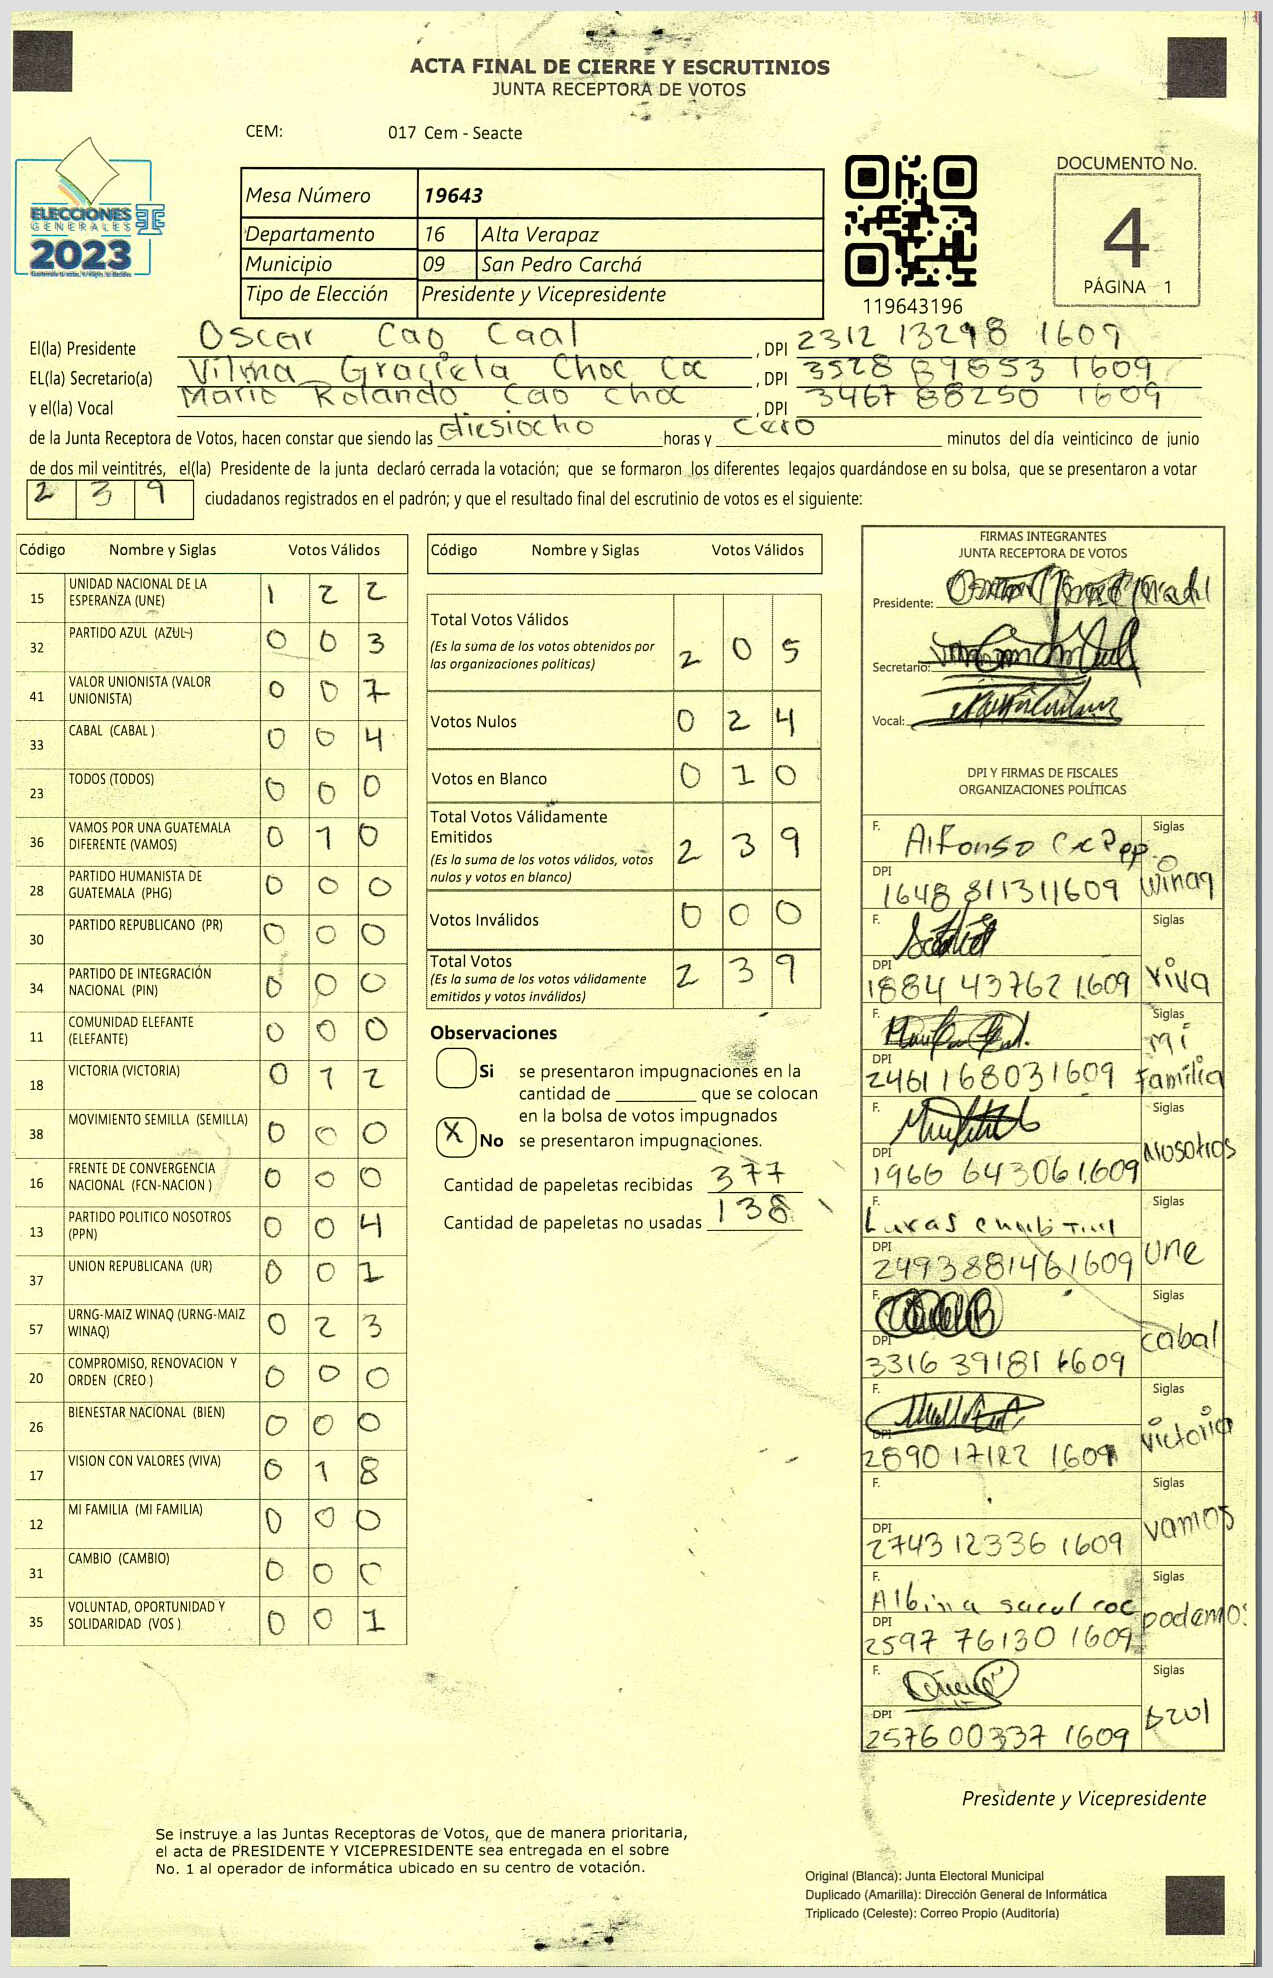 ACTA FINAL DE CIERRE Y ESCRUTINIOS
JUNTA RECEPTORA DE VOTOS
CEM: 017 Cem - Seacte
ELECCIONES
GENERALES
2023
Mesa Número 19643
Departamento 16 Alta Verapaz
Municipio 09 San Pedro Carchá
Tipo de Elección Presidente y Vicepresidente
119643196
DOCUMENTO No.
4
PÁGINA 1
El(la) Presidente Oscar Cao Caal, DPI 2312 13298 1609
EL(la) Secretario(a) Vilma Graciela Choc Coc, DPI 3528 89853 1609
y el(la) Vocal Mario Rolando Cao Choc, DPI 3467 88250 1609
de la Junta Receptora de Votos, hacen constar que siendo las diesiocho horas y cero minutos del día veinticinco de junio
de dos mil veintitrés, el(la) Presidente de la junta declaró cerrada la votación; que se formaron los diferentes legajos guardándose en su bolsa, que se presentaron a votar
2 3 9 ciudadanos registrados en el padrón; y que el resultado final del escrutinio de votos es el siguiente:
Código Nombre y Siglas Votos Válidos
15 UNIDAD NACIONAL DE LA ESPERANZA (UNE) 1 2 2
32 PARTIDO AZUL (AZUL) 0 0 3
41 VALOR UNIONISTA (VALOR UNIONISTA) 0 0 7
33 CABAL (CABAL ) 0 0 4
23 TODOS (TODOS) 0 0 0
36 VAMOS POR UNA GUATEMALA DIFERENTE (VAMOS) 0 1 0
28 PARTIDO HUMANISTA DE GUATEMALA (PHG) 0 0 0
30 PARTIDO REPUBLICANO (PR) 0 0 0
34 PARTIDO DE INTEGRACIÓN NACIONAL (PIN) 0 0 0
11 COMUNIDAD ELEFANTE (ELEFANTE) 0 0 0
18 VICTORIA (VICTORIA) 0 1 2
38 MOVIMIENTO SEMILLA (SEMILLA) 0 0 0
16 FRENTE DE CONVERGENCIA NACIONAL (FCN-NACION ) 0 0 0
13 PARTIDO POLITICO NOSOTROS (PPN) 0 0 4
37 UNION REPUBLICANA (UR) 0 0 1
57 URNG-MAIZ WINAQ (URNG-MAIZ WINAQ) 0 2 3
20 COMPROMISO, RENOVACION Y ORDEN (CREO ) 0 0 0
26 BIENESTAR NACIONAL (BIEN) 0 0 0
17 VISION CON VALORES (VIVA) 0 1 8
12 MI FAMILIA (MI FAMILIA) 0 0 0
31 CAMBIO (CAMBIO) 0 0 0
35 VOLUNTAD, OPORTUNIDAD Y SOLIDARIDAD (VOS ) 0 0 1
Código Nombre y Siglas Votos Válidos
Total Votos Válidos 2 0 5
(Es la suma de los votos obtenidos por
las organizaciones políticas)
Votos Nulos 0 2 4
Votos en Blanco 0 1 0
Total Votos Válidamente
Emitidos 2 3 9
(Es la suma de los votos válidos, votos
nulos y votos en blanco)
Votos Inválidos 0 0 0
Total Votos 2 3 9
(Es la suma de los votos válidamente
emitidos y votos inválidos)
Observaciones
Si se presentaron impugnaciones en la
cantidad de ________ que se colocan
en la bolsa de votos impugnados
X No se presentaron impugnaciones.
Cantidad de papeletas recibidas 377
Cantidad de papeletas no usadas 138
FIRMAS INTEGRANTES
JUNTA RECEPTORA DE VOTOS
Presidente:
Secretario:
Vocal:
DPI Y FIRMAS DE FISCALES
ORGANIZACIONES POLÍTICAS
F. Alfonso Siglas
DPI 1648 811311609 winaq
F. Siglas
DPI 1884 43762 1609 Viva
F. Siglas
DPI 2461168031609 mi familia
F. Siglas
DPI 1966 643061609 Nosotros
F. Lucas Siglas
DPI 2493881461609 une
F. Siglas
DPI 3316 39181 1609 cabal
F. Siglas
DPI 2890 17122 1609 victoria
F. Siglas
DPI 2743 12336 1609 vamos
F. Albina sacul coc Siglas
DPI 2597 76130 1609 podemos
F. Siglas
DPI 2576 00337 1609 Azul
Presidente y Vicepresidente
Se instruye a las Juntas Receptoras de Votos, que de manera prioritaria,
el acta de PRESIDENTE Y VICEPRESIDENTE sea entregada en el sobre
No. 1 al operador de informática ubicado en su centro de votación.
Original (Blanca): Junta Electoral Municipal
Duplicado (Amarilla): Dirección General de Informática
Triplicado (Celeste): Correo Propio (Auditoría)